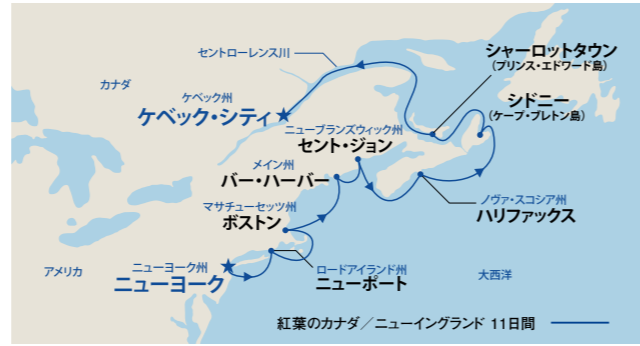 セントローレンス川
シャーロットタウン
(プリンス・エドワード島)
カナダ
シドニー
(ケープ・ブレトン島)
ケベック州
ケベック・シティ
ニューブランズウィック州
セント・ジョン
メイン州
バー・ハーバー
マサチューセッツ州
ボストン
ノヴァ・スコシア州
ハリファックス
ニューヨーク州
ニューヨーク
ロードアイランド州
ニューポート
アメリカ
大西洋
紅葉のカナダ／ニューイングランド 11日間